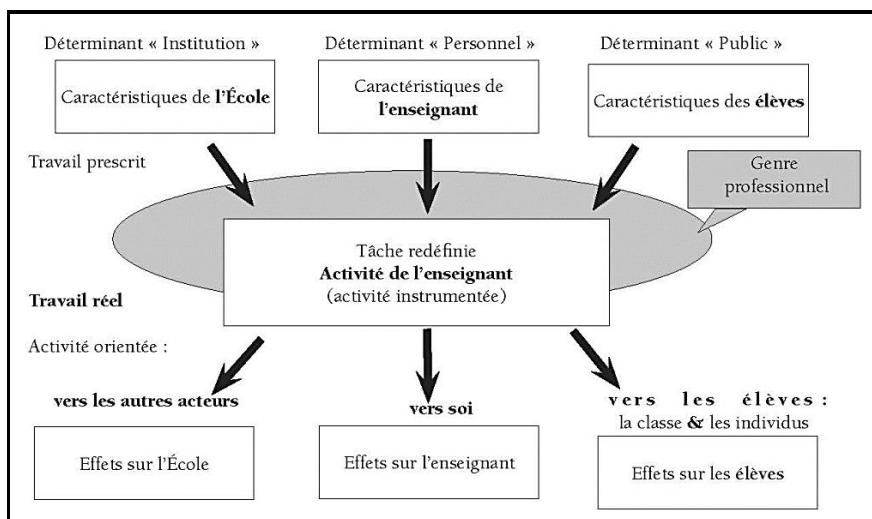 Déterminant « Institution »
Déterminant « Personnel »
Déterminant « Public »
Caractéristiques de l'École
Caractéristiques de
l'enseignant
Caractéristiques des élèves
Travail prescrit
Genre
professionnel
Tâche redéfinie
Activité de l'enseignant
(activité instrumentée)
Travail réel
Activité orientée :
vers les autres acteurs
vers soi
vers les élèves :
la classe & les individus
Effets sur l'École
Effets sur l'enseignant
Effets sur les élèves